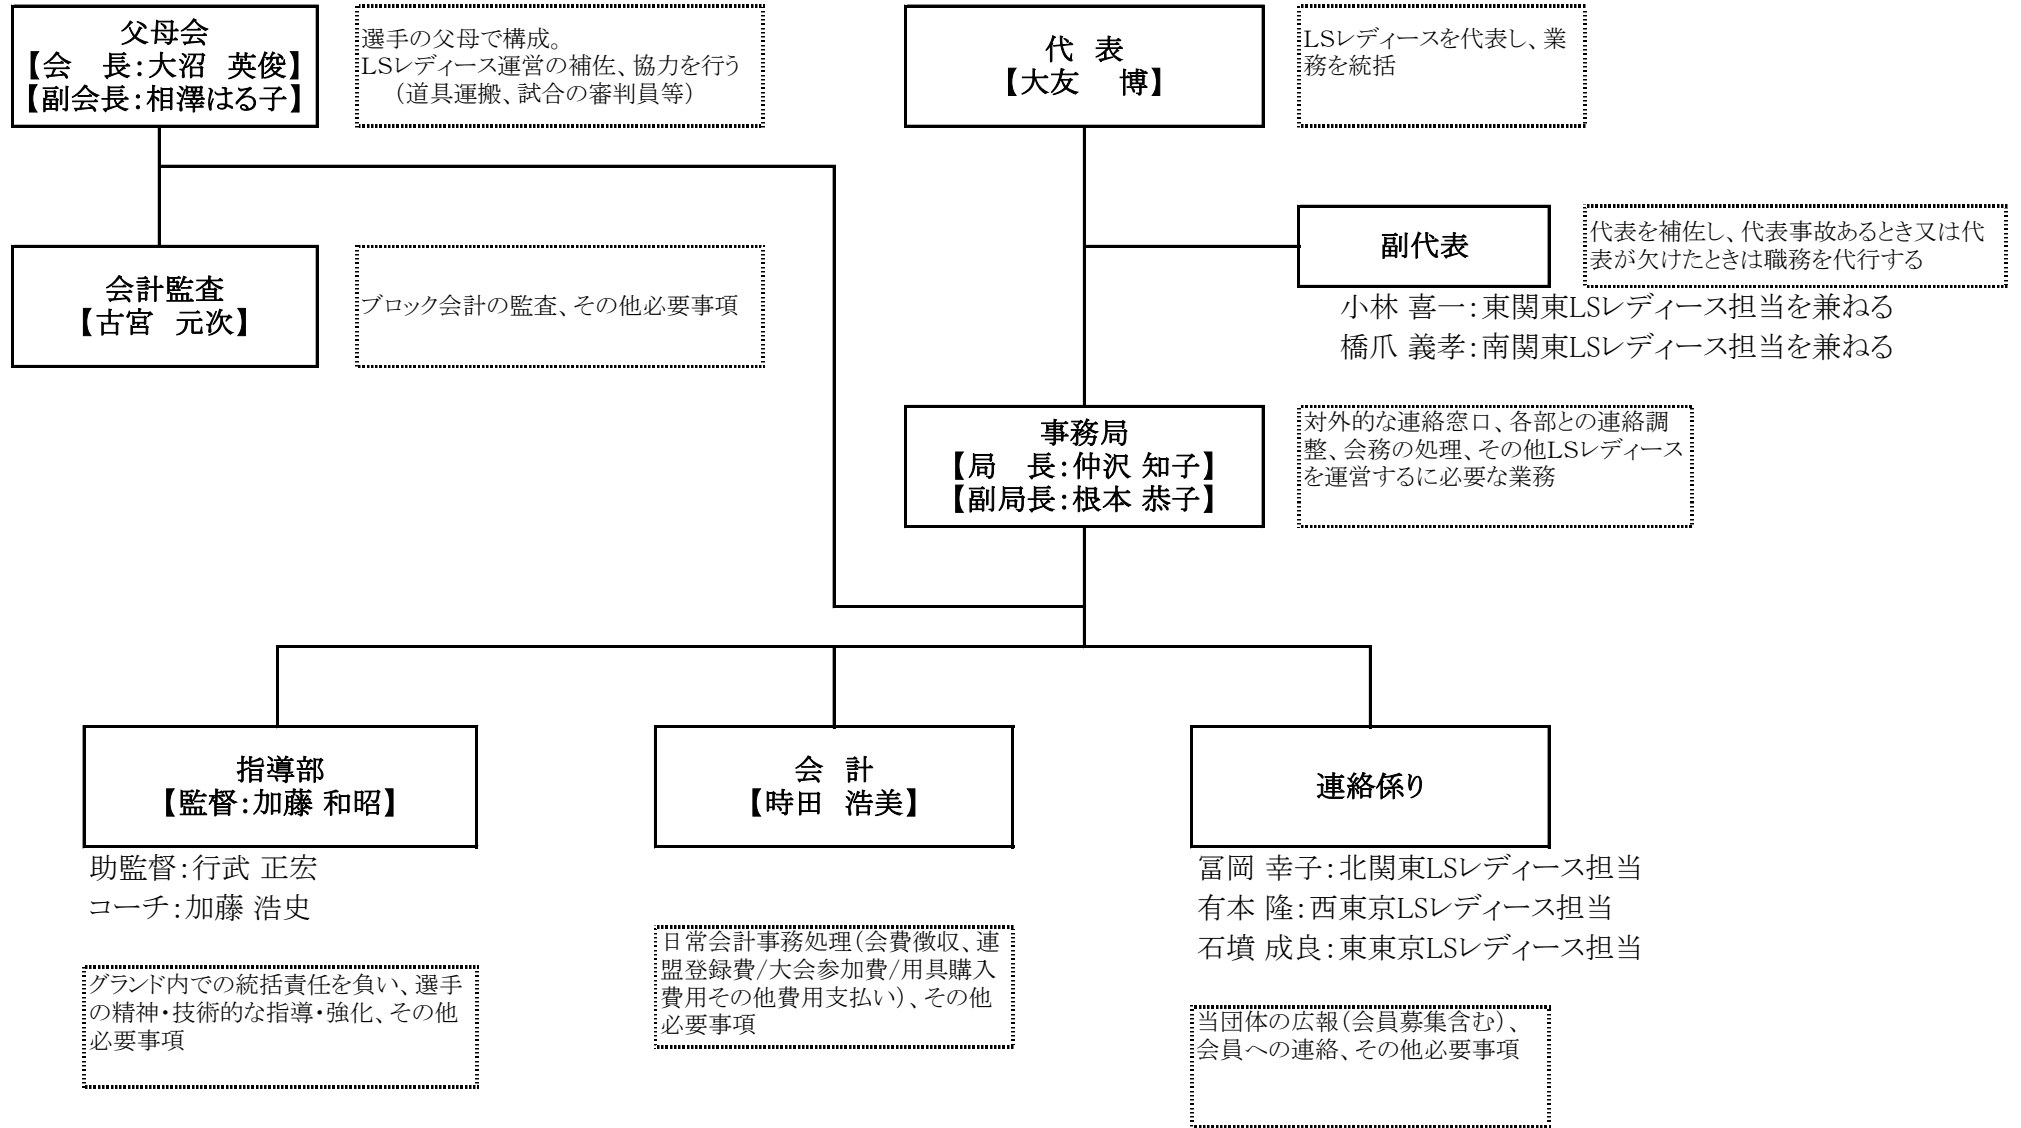 父母会
【会　長：大沼　英俊】
【副会長：相澤はる子】
選手の父母で構成。
LSレディース運営の補佐、協力を行う
（道具運搬、試合の審判員等）
代　表
【大友　博】
LSレディースを代表し、業
務を統括
副代表
代表を補佐し、代表事故あるとき又は代
表が欠けたときは職務を代行する
小林 喜一：東関東LSレディース担当を兼ねる
橋爪 義孝：南関東LSレディース担当を兼ねる
会計監査
【古宮　元次】
ブロック会計の監査、その他必要事項
事務局
【局　長：仲沢 知子】
【副局長：根本 恭子】
対外的な連絡窓口、各部との連絡調
整、会務の処理、その他LSレディース
を運営するに必要な業務
指導部
【監督：加藤 和昭】
助監督：行武 正宏
コーチ：加藤 浩史
グランド内での統括責任を負い、選手
の精神・技術的な指導・強化、その他
必要事項
会　計
【時田　浩美】
日常会計事務処理（会費徴収、連
盟登録費/大会参加費/用具購入
費用その他費用支払い）、その他
必要事項
連絡係り
冨岡 幸子：北関東LSレディース担当
有本 隆：西東京LSレディース担当
石墳 成良：東東京LSレディース担当
当団体の広報（会員募集含む）、
会員への連絡、その他必要事項